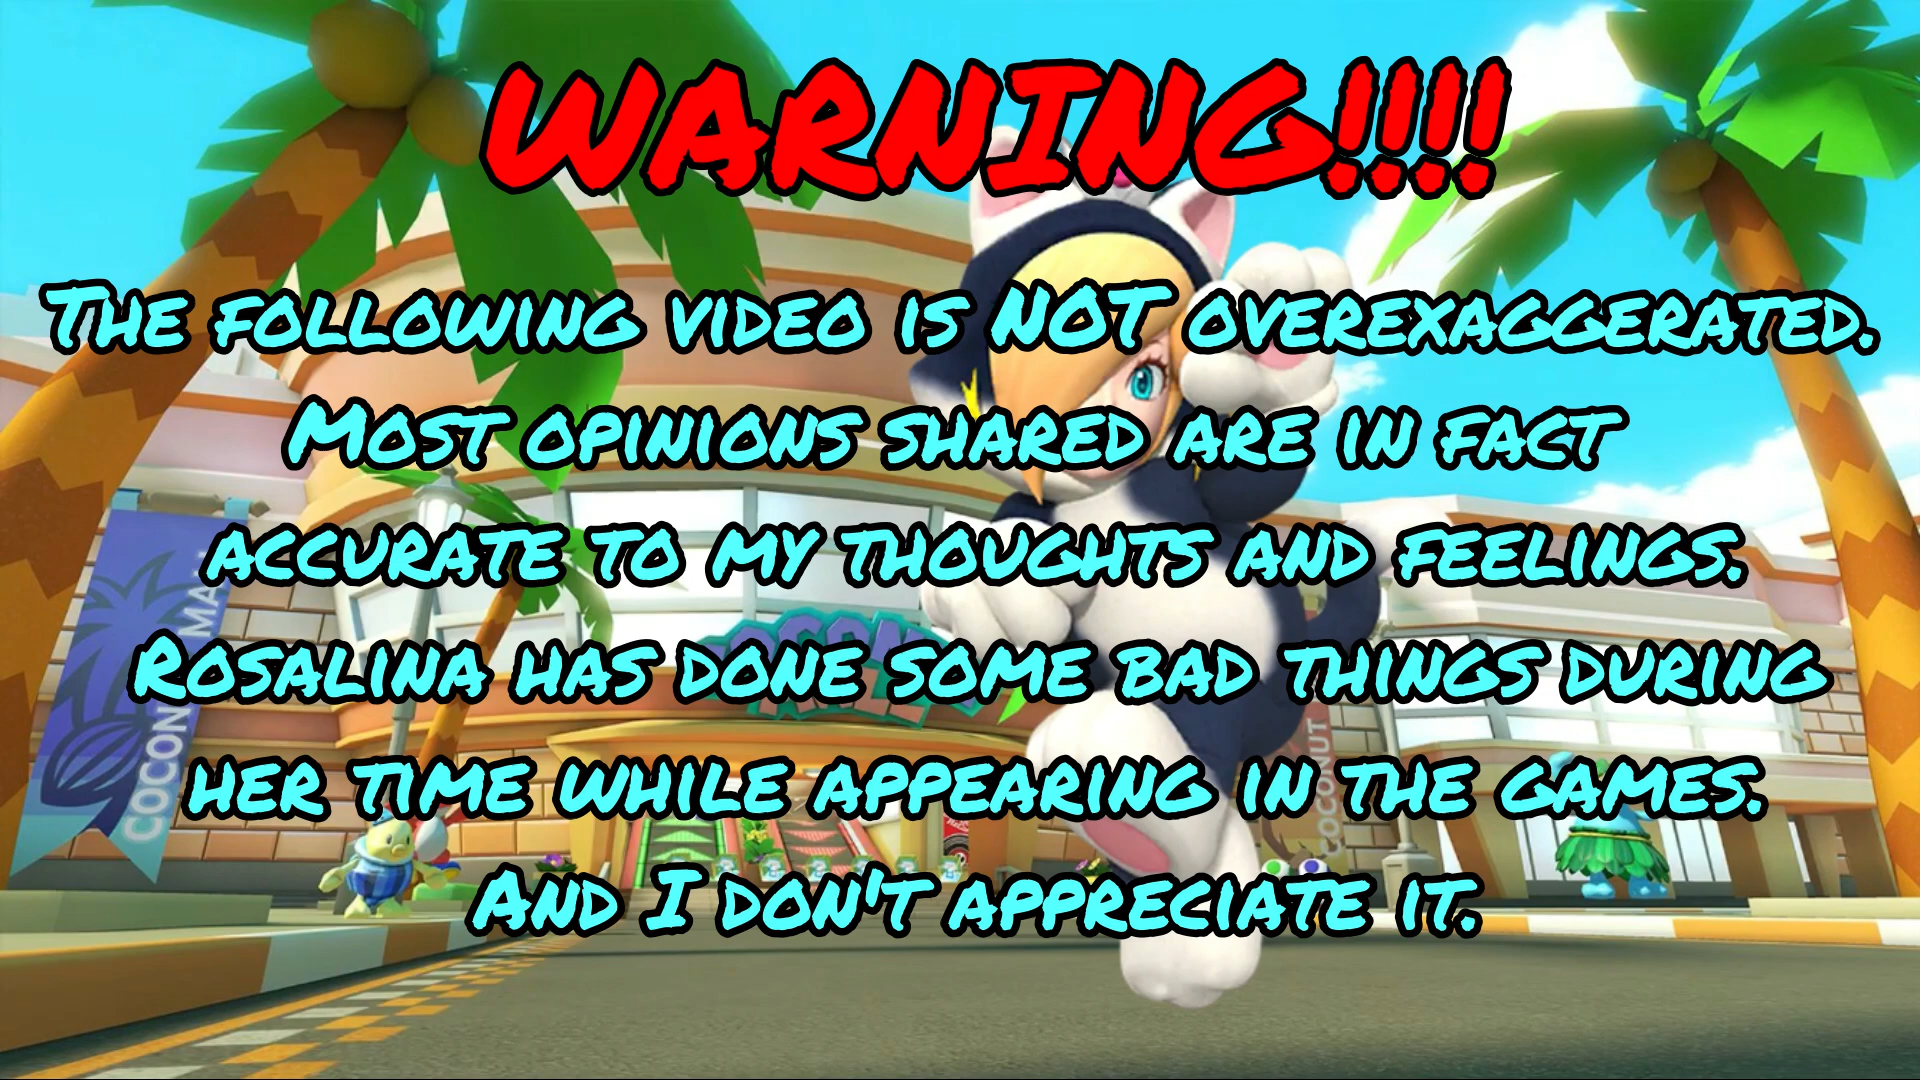 WARNING!!!!
The following video is NOT overexaggerated.
Most opinions shared are in fact
accurate to my thoughts and feelings.
Rosalina has done some bad things during
her time while appearing in the games.
And I don't appreciate it.
COCONUT